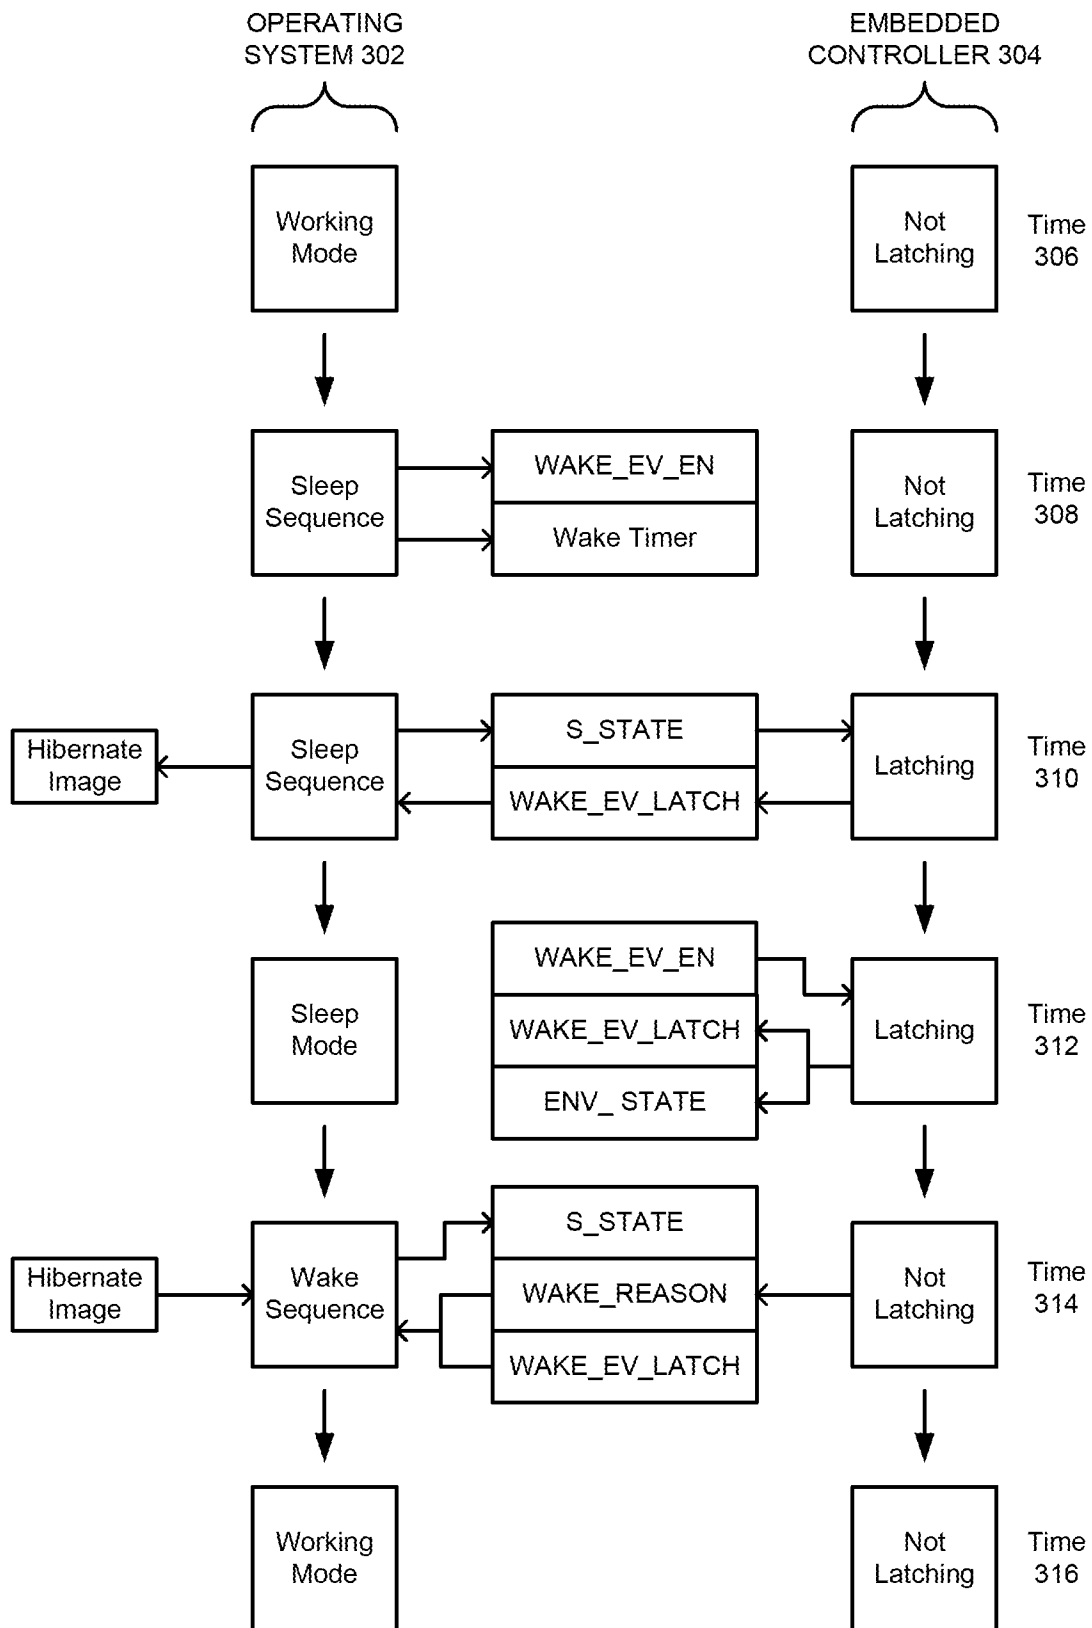 OPERATING
SYSTEM 302
EMBEDDED
CONTROLLER 304
Working
Mode
Not
Latching
Time
306
Sleep
Sequence
WAKE_EV_EN
Wake Timer
Not
Latching
Time
308
Hibernate
Image
Sleep
Sequence
S_STATE
WAKE_EV_LATCH
Latching
Time
310
Sleep
Mode
WAKE_EV_EN
WAKE_EV_LATCH
ENV_ STATE
Latching
Time
312
Hibernate
Image
Wake
Sequence
S_STATE
WAKE_REASON
WAKE_EV_LATCH
Not
Latching
Time
314
Working
Mode
Not
Latching
Time
316